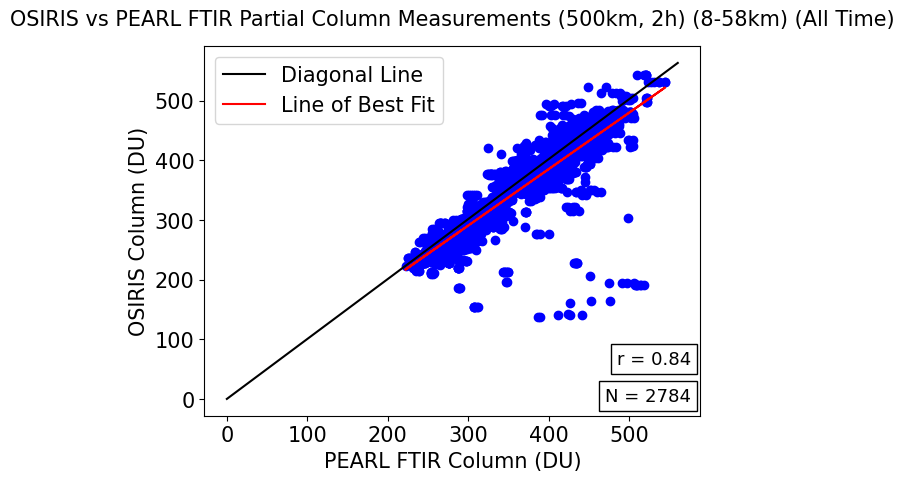 OSIRIS vs PEARL FTIR Partial Column Measurements (500km, 2h) (8-58km) (All Time)
Diagonal Line
Line of Best Fit
OSIRIS Column (DU)
500
400
300
200
100
0
r = 0.84
N = 2784
0 100 200 300 400 500
PEARL FTIR Column (DU)